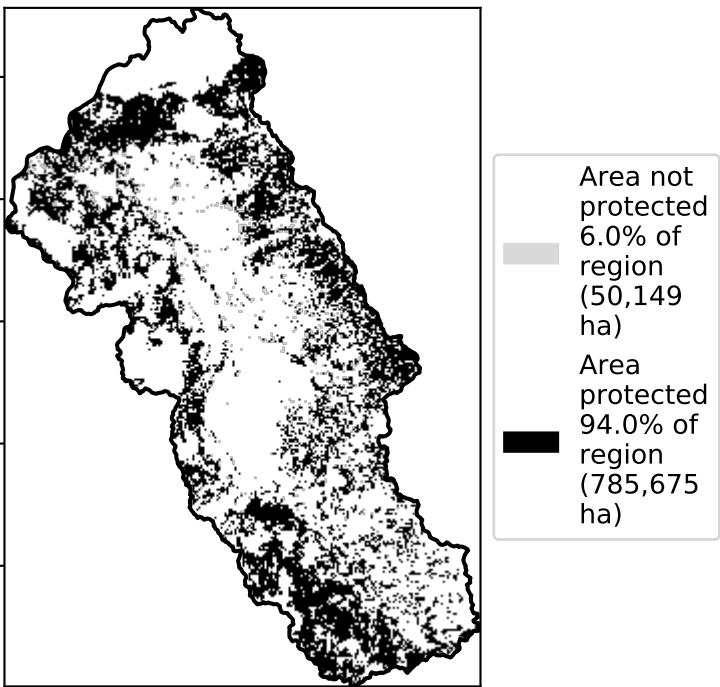 Area not
protected
6.0% of
region
(50,149
ha)
Area
protected
94.0% of
region
(785,675
ha)